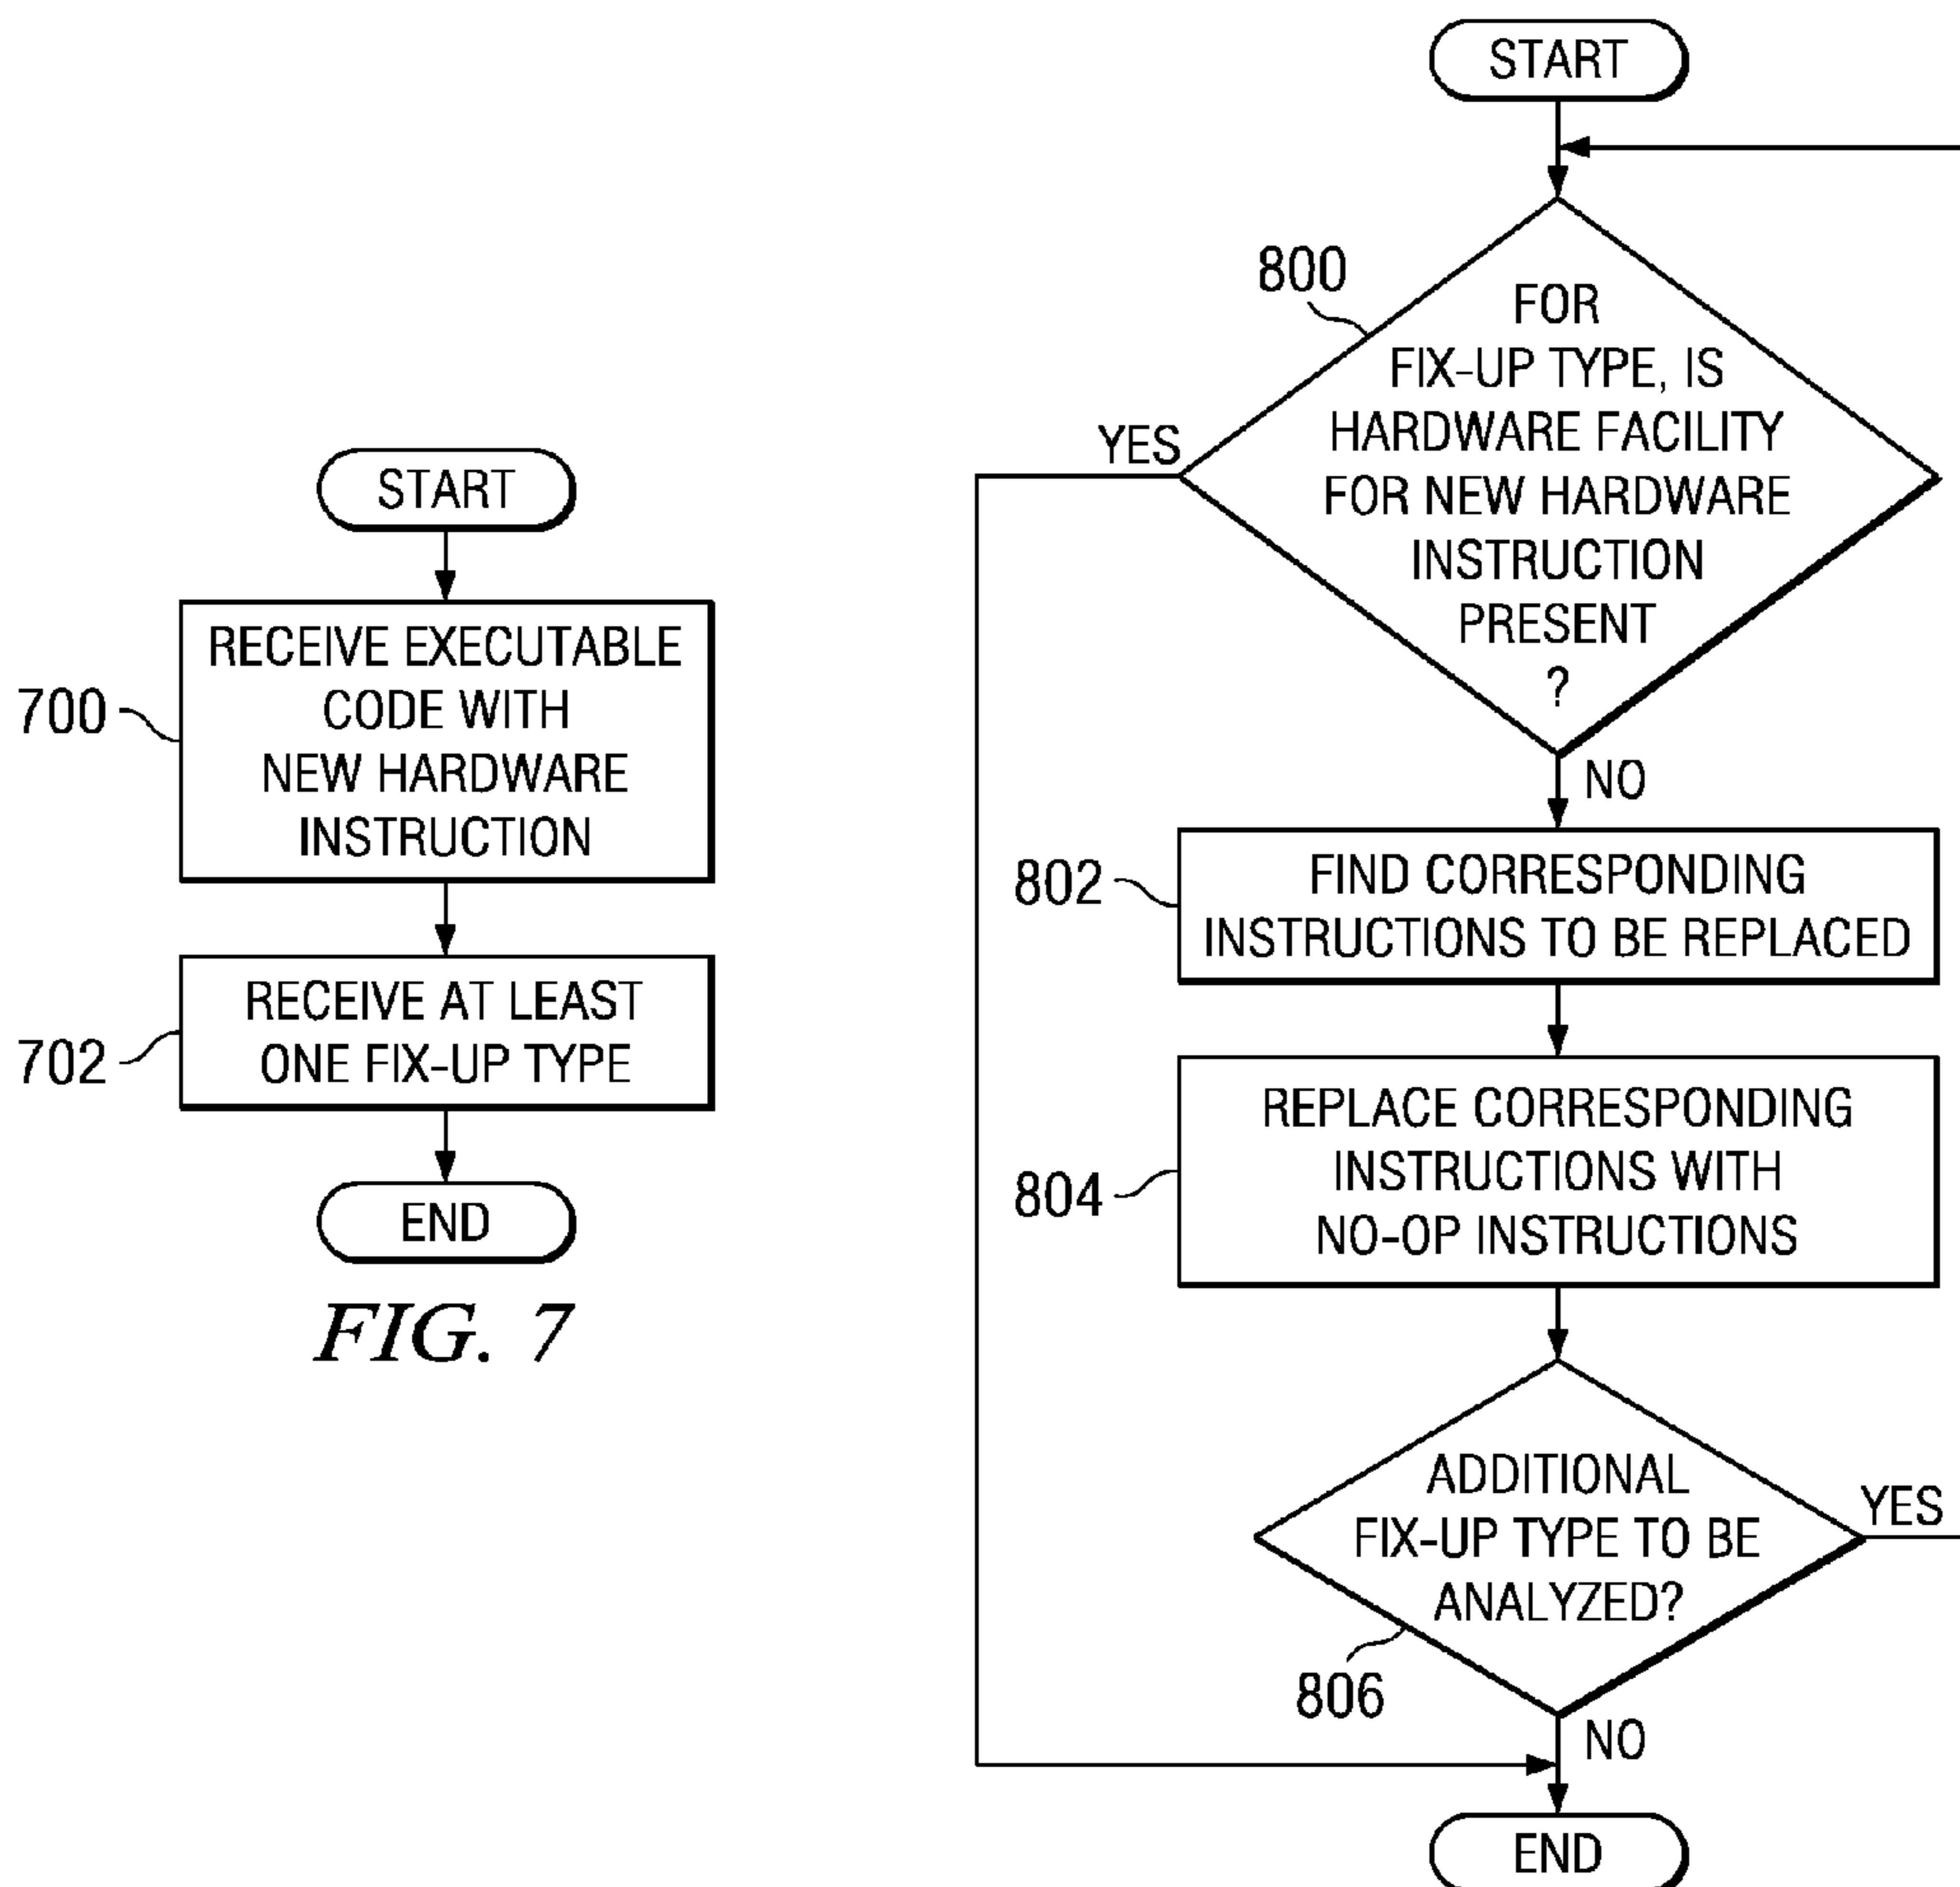 START
700
RECEIVE EXECUTABLE
CODE WITH
NEW HARDWARE
INSTRUCTION
702
RECEIVE AT LEAST
ONE FIX-UP TYPE
END
FIG. 7
START
800
FOR
FIX-UP TYPE, IS
HARDWARE FACILITY
FOR NEW HARDWARE
INSTRUCTION
PRESENT
?
YES
NO
802
FIND CORRESPONDING
INSTRUCTIONS TO BE REPLACED
804
REPLACE CORRESPONDING
INSTRUCTIONS WITH
NO-OP INSTRUCTIONS
ADDITIONAL
FIX-UP TYPE TO BE
ANALYZED?
YES
806
NO
END